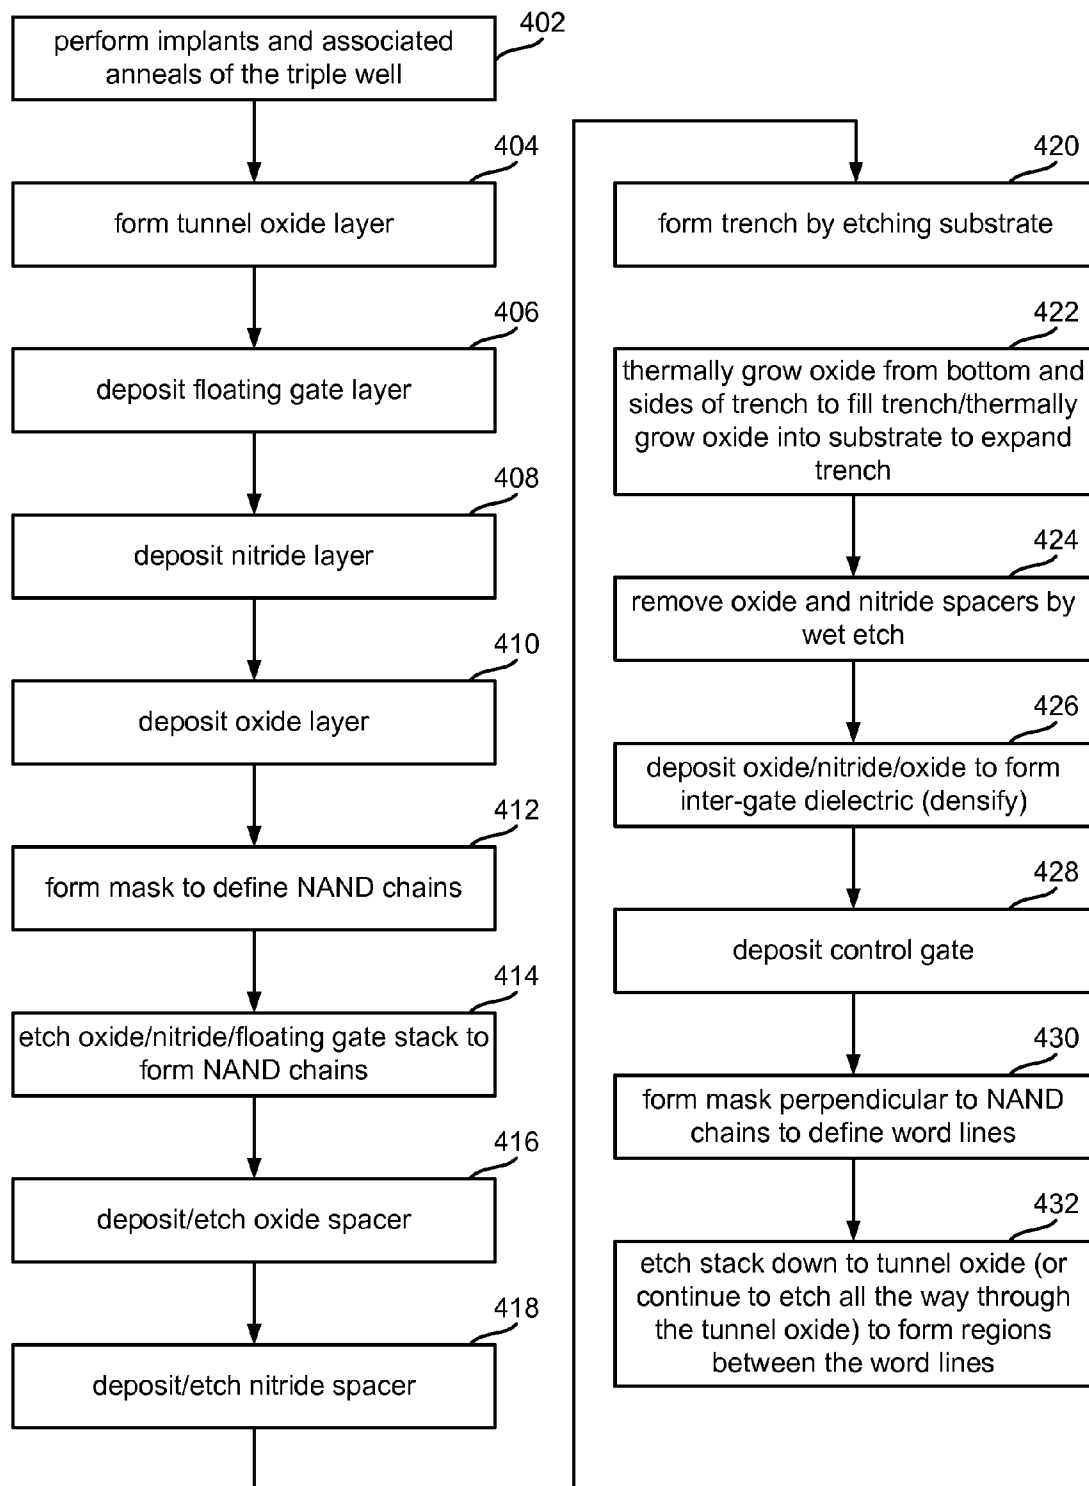 402
perform implants and associated
anneals of the triple well
404
form tunnel oxide layer
406
deposit floating gate layer
408
deposit nitride layer
410
deposit oxide layer
412
form mask to define NAND chains
414
etch oxide/nitride/floating gate stack to
form NAND chains
416
deposit/etch oxide spacer
418
deposit/etch nitride spacer
420
form trench by etching substrate
422
thermally grow oxide from bottom and
sides of trench to fill trench/thermally
grow oxide into substrate to expand
trench
424
remove oxide and nitride spacers by
wet etch
426
deposit oxide/nitride/oxide to form
inter-gate dielectric (densify)
428
deposit control gate
430
form mask perpendicular to NAND
chains to define word lines
432
etch stack down to tunnel oxide (or
continue to etch all the way through
the tunnel oxide) to form regions
between the word lines